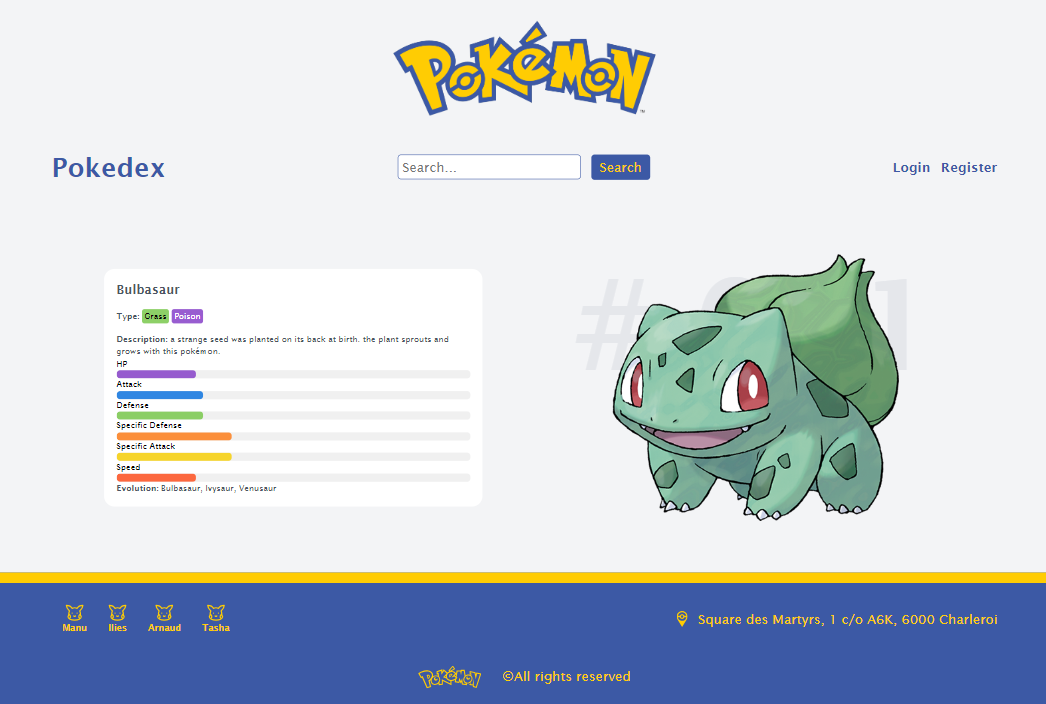 POKéMON
TM
Pokedex
Search...
Search
Login Register
Bulbasaur
Type: Grass Poison
Description: a strange seed was planted on its back at birth. the plant sprouts and
grows with this pokémon.
HP
Attack
Defense
Specific Defense
Specific Attack
Speed
Evolution: Bulbasaur, Ivysaur, Venusaur
#001
Manu Ilies Arnaud Tasha
Square des Martyrs, 1 c/o A6K, 6000 Charleroi
POKéMON
©All rights reserved